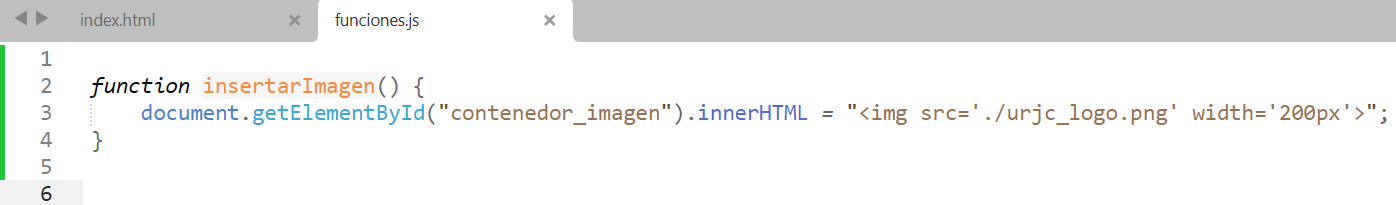 index.html × funciones.js ×
1
2 function insertarImagen() {
3 document.getElementById("contenedor_imagen").innerHTML = "<img src='./urjc_logo.png' width='200px'>";
4 }
5
6